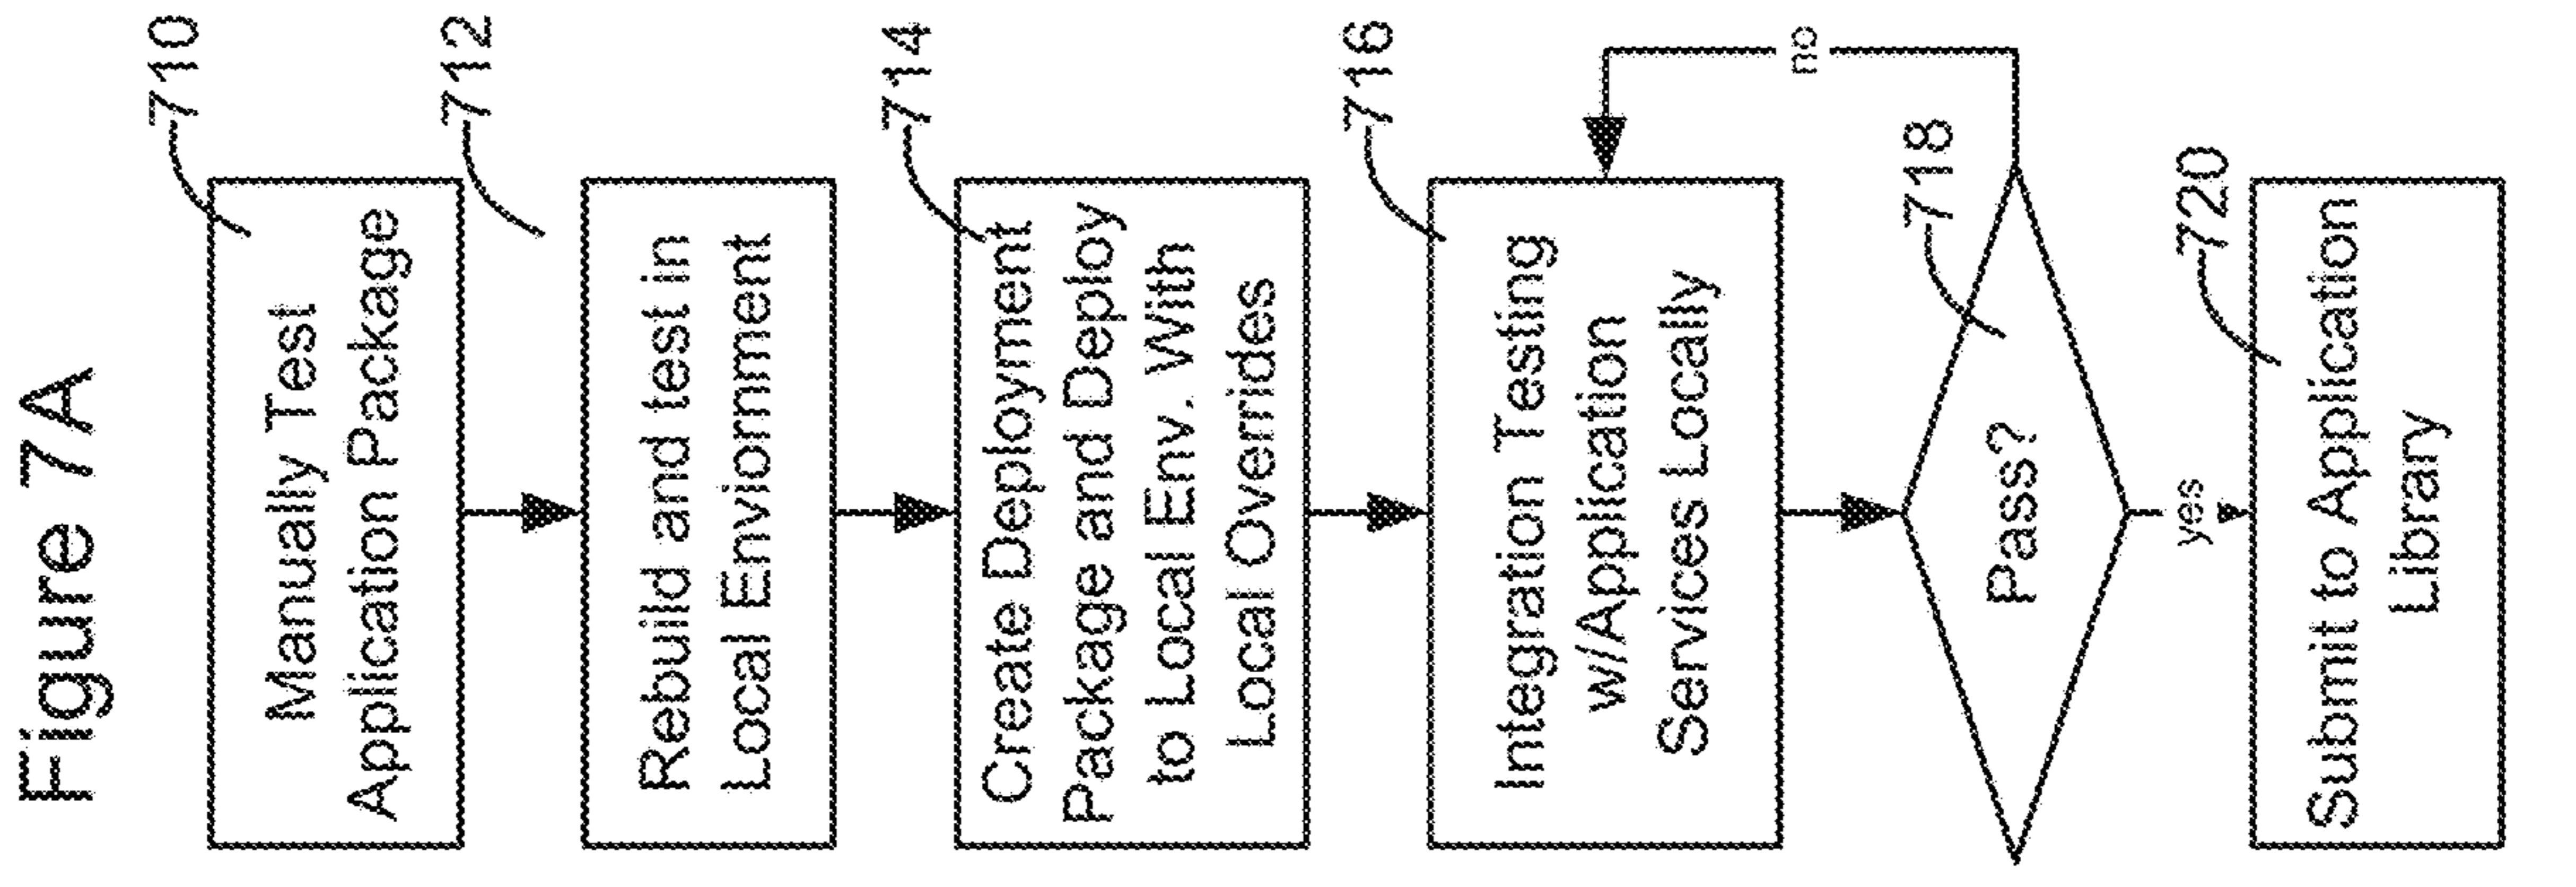 Figure 7A
710
Manually Test
Application Package
712
Rebuild and test in
Local Enviornment
714
Create Deployment
Package and Deploy
to Local Env. With
Local Overrides
716
Integration Testing
w/Application
Services Locally
no
718
Pass?
yes
720
Submit to Application
Library